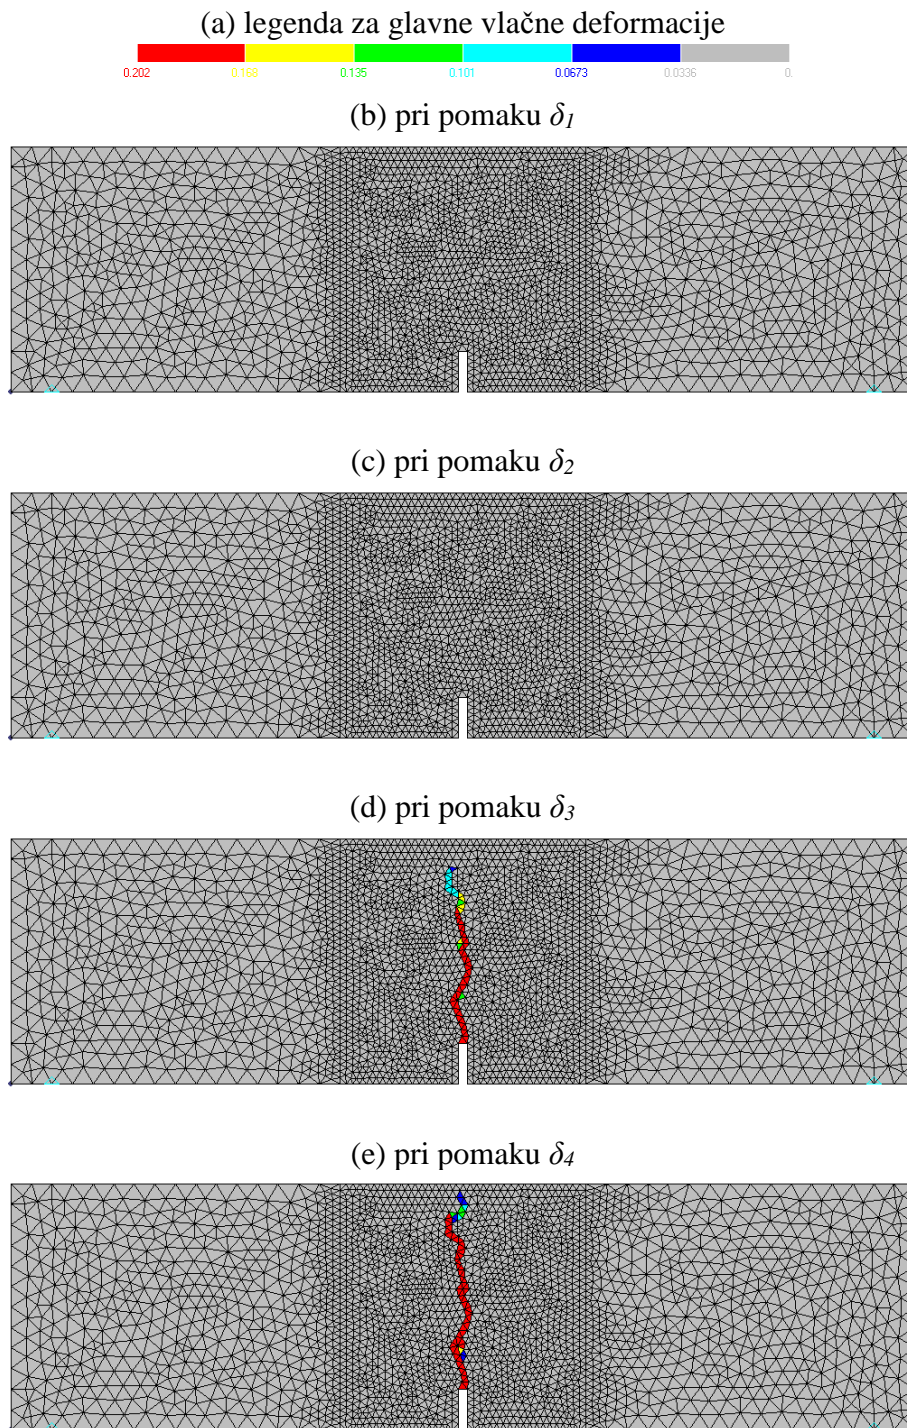 (a) legenda za glavne vlačne deformacije
0.202 0.168 0.135 0.101 0.0673 0.0336 0.
(b) pri pomaku δ1
(c) pri pomaku δ2
(d) pri pomaku δ3
(e) pri pomaku δ4